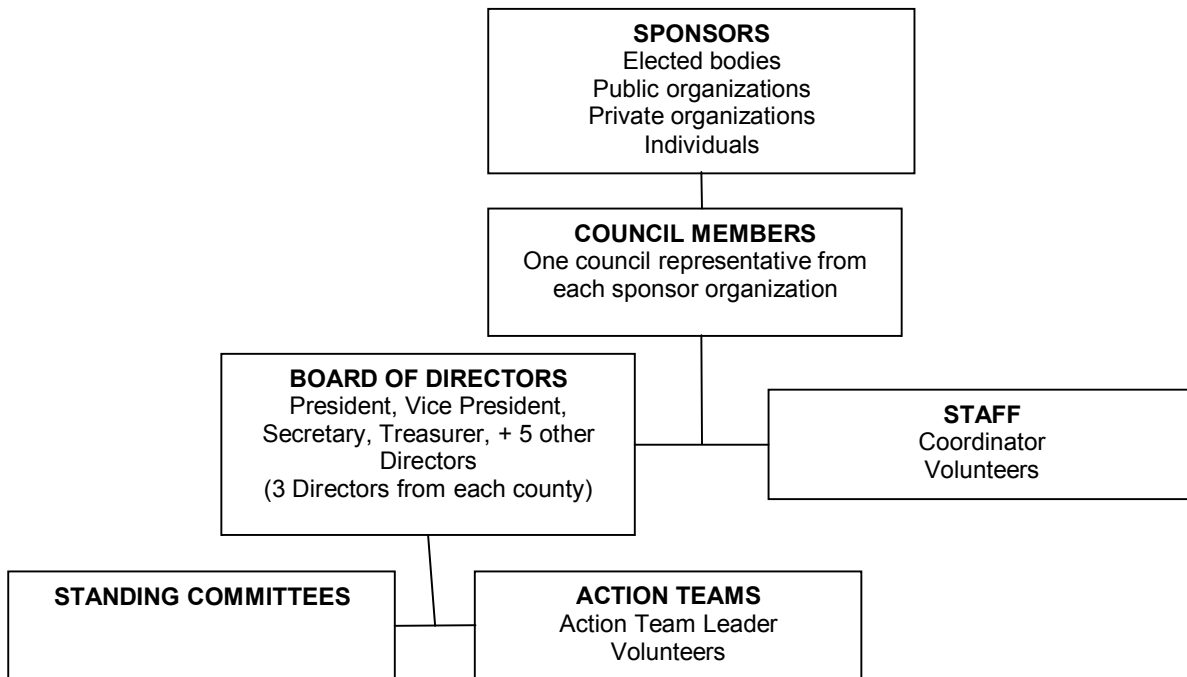 SPONSORS
Elected bodies
Public organizations
Private organizations
Individuals
COUNCIL MEMBERS
One council representative from
each sponsor organization
BOARD OF DIRECTORS
President, Vice President,
Secretary, Treasurer, + 5 other
Directors
(3 Directors from each county)
STAFF
Coordinator
Volunteers
STANDING COMMITTEES
ACTION TEAMS
Action Team Leader
Volunteers